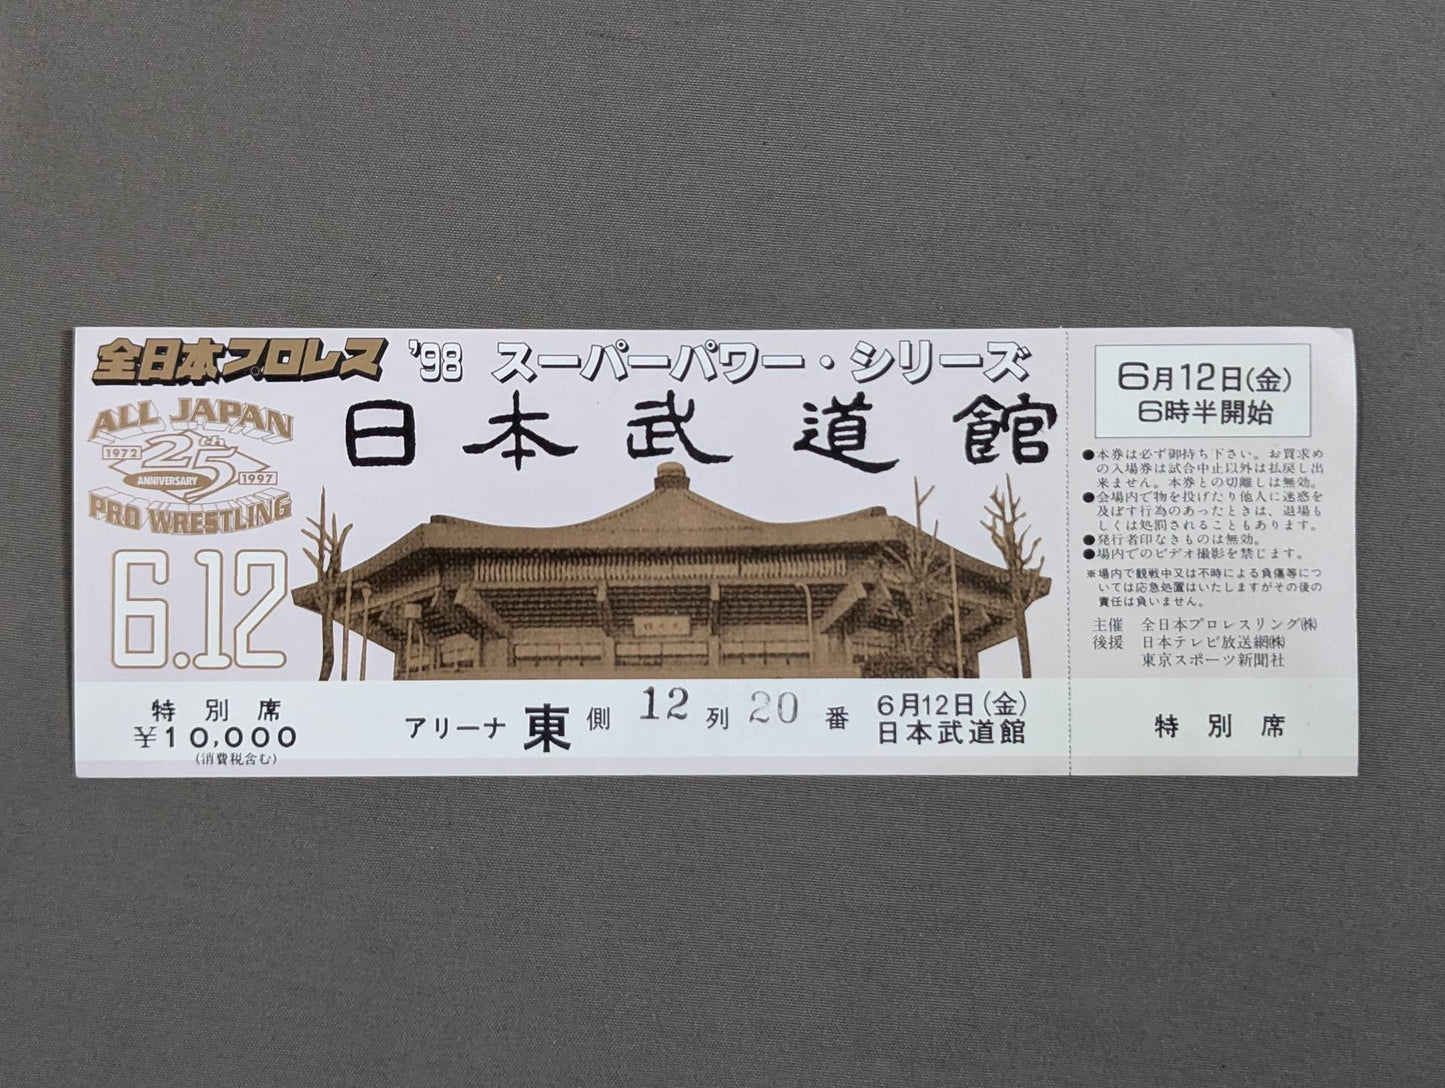 全日本プロレス '98 スーパーパワー・シリーズ
日本武道館
ALL JAPAN
1972 25th 1997
ANNIVERSARY
PRO WRESTLING
6.12
特別席
¥10,000
(消費税含む)
アリーナ 東 側 12 列 20 番
6月12日(金)
日本武道館
6月12日(金)
6時半開始
●本券は必ず御持ち下さい。お買求め
の入場券は試合中止以外は払戻し出
来ません。本券との切離しは無効。
●会場内で物を投げたり他人に迷惑を
及ぼす行為のあったときは、退場も
しくは処罰されることもあります。
●発行者印なきものは無効。
●場内でのビデオ撮影を禁じます。
※場内で観戦中又は不時による負傷等につ
いては応急処置はいたしますがその後の
責任は負いません。
主催 全日本プロレスリング㈱
後援 日本テレビ放送網㈱
東京スポーツ新聞社
特別席